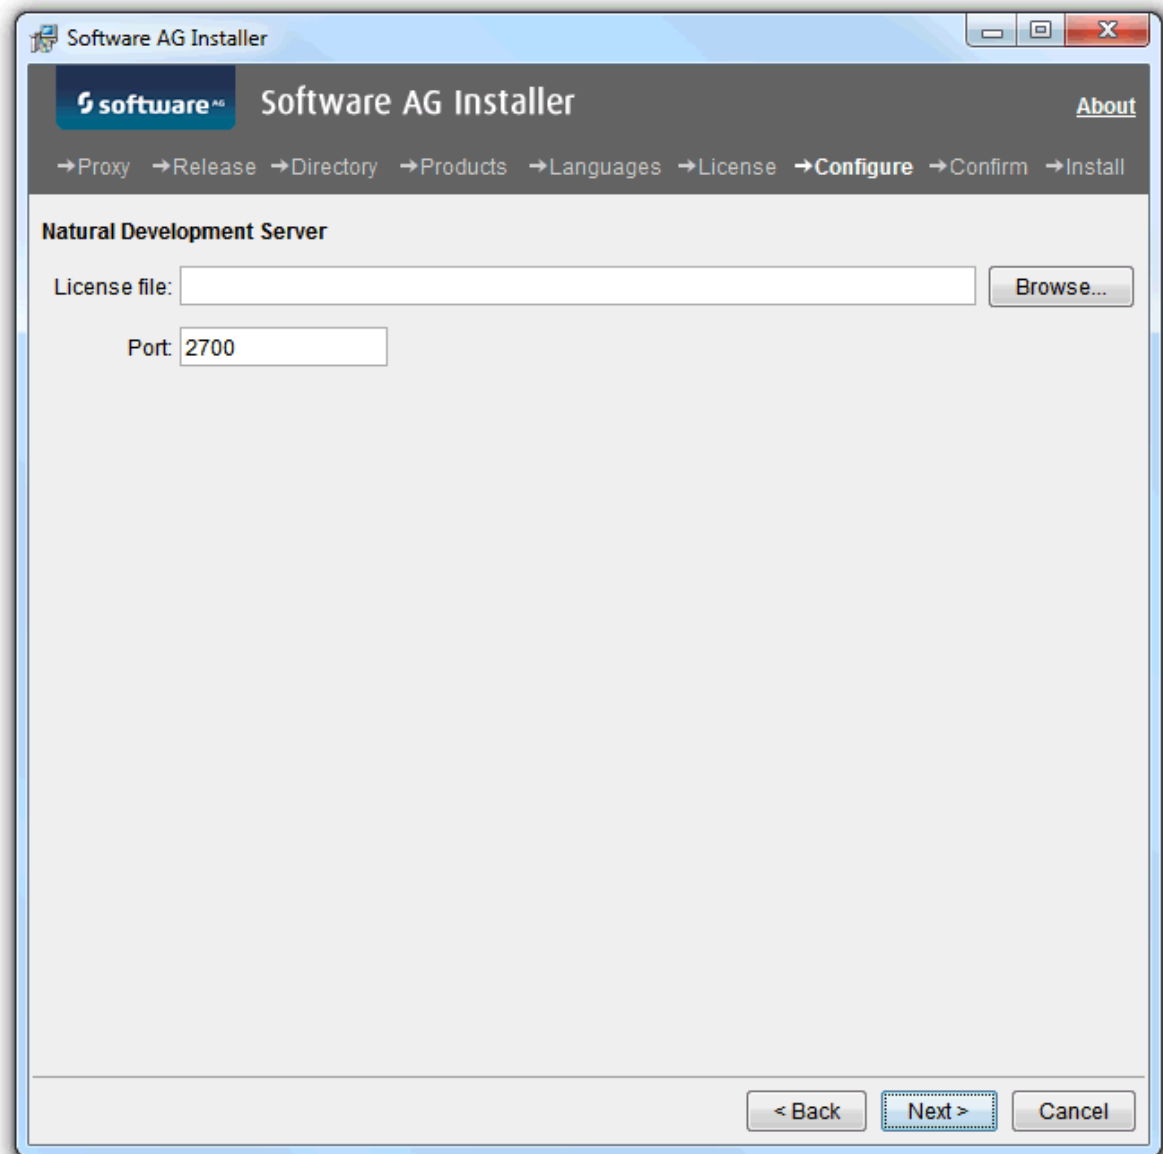 Software AG Installer
software AG Software AG Installer About
→Proxy →Release →Directory →Products →Languages →License →Configure →Confirm →Install
Natural Development Server
License file: Browse...
Port: 2700
< Back Next > Cancel